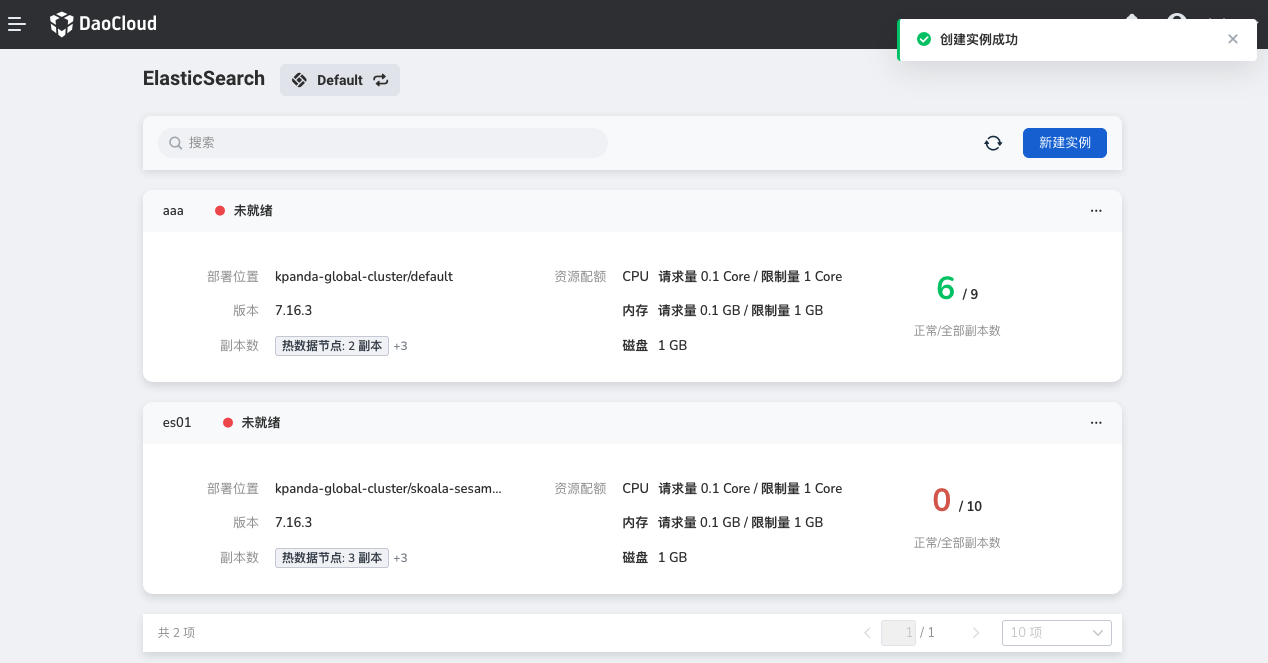 DaoCloud
创建实例成功
ElasticSearch
Default
搜索
新建实例
aaa 未就绪 ...
部署位置 kpanda-global-cluster/default 资源配额 CPU 请求量 0.1 Core / 限制量 1 Core
6 / 9
版本 7.16.3 内存 请求量 0.1 GB / 限制量 1 GB
正常/全部副本数
副本数 热数据节点: 2 副本 +3 磁盘 1 GB
es01 未就绪 ...
部署位置 kpanda-global-cluster/skoala-sesam... 资源配额 CPU 请求量 0.1 Core / 限制量 1 Core
0 / 10
版本 7.16.3 内存 请求量 0.1 GB / 限制量 1 GB
正常/全部副本数
副本数 热数据节点: 3 副本 +3 磁盘 1 GB
共 2 项 1 / 1 10 项